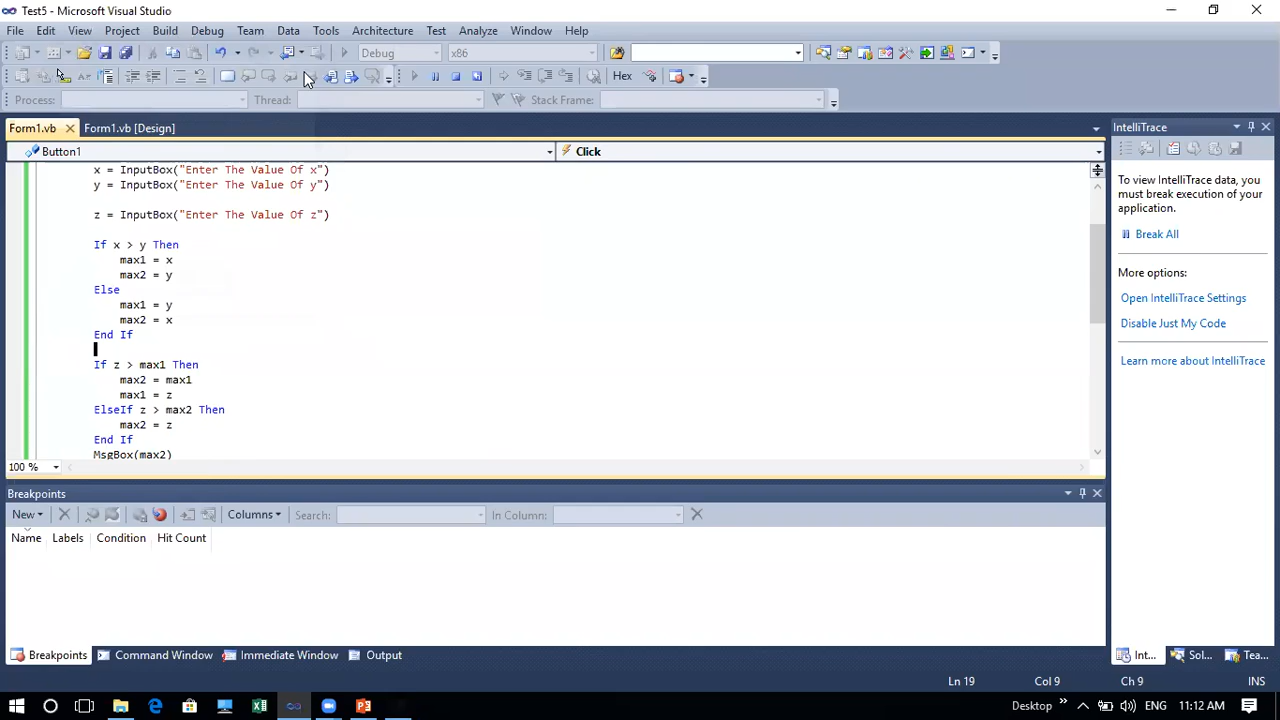 Test5 - Microsoft Visual Studio
File Edit View Project Build Debug Team Data Tools Architecture Test Analyze Window Help
Debug x86
Hex
Process: Thread: Stack Frame:
Form1.vb Form1.vb [Design]
Button1 Click
x = InputBox("Enter The Value Of x")
y = InputBox("Enter The Value Of y")
z = InputBox("Enter The Value Of z")
If x > y Then
max1 = x
max2 = y
Else
max1 = y
max2 = x
End If
If z > max1 Then
max2 = max1
max1 = z
ElseIf z > max2 Then
max2 = z
End If
MsgBox(max2)
100 %
IntelliTrace
To view IntelliTrace data, you
must break execution of your
application.
Break All
More options:
Open IntelliTrace Settings
Disable Just My Code
Learn more about IntelliTrace
Breakpoints
New Columns Search: In Column:
Name Labels Condition Hit Count
Breakpoints Command Window Immediate Window Output
Int... Sol... Tea...
Ln 19 Col 9 Ch 9 INS
Desktop ENG 11:12 AM